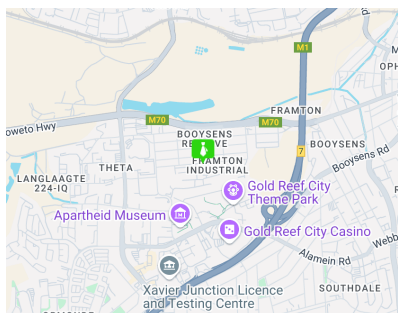 M1
OPH
FRAMTON
M70
M70
oweto Hwy
BOOYSENS
RE
VE
7
BOOYSENS
FRAMTON
INDUSTRIAL
Booysens Rd
THETA
LANGLAAGTE
224-IQ
Gold Reef City
Theme Park
Apartheid Museum
Gold Reef City Casino
Webb
Alamein Rd
Xavier Junction Licence
and Testing Centre
SOUTHDALE